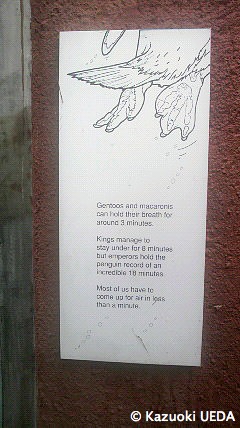 Gentoos and macaronis
can hold their breath for
around 3 minutes.
Kings manage to
stay under for 8 minutes
but emperors hold the
penguin record of an
incredible 18 minutes.
Most of us have to
come up for air in less
than a minute.
© Kazuoki UEDA